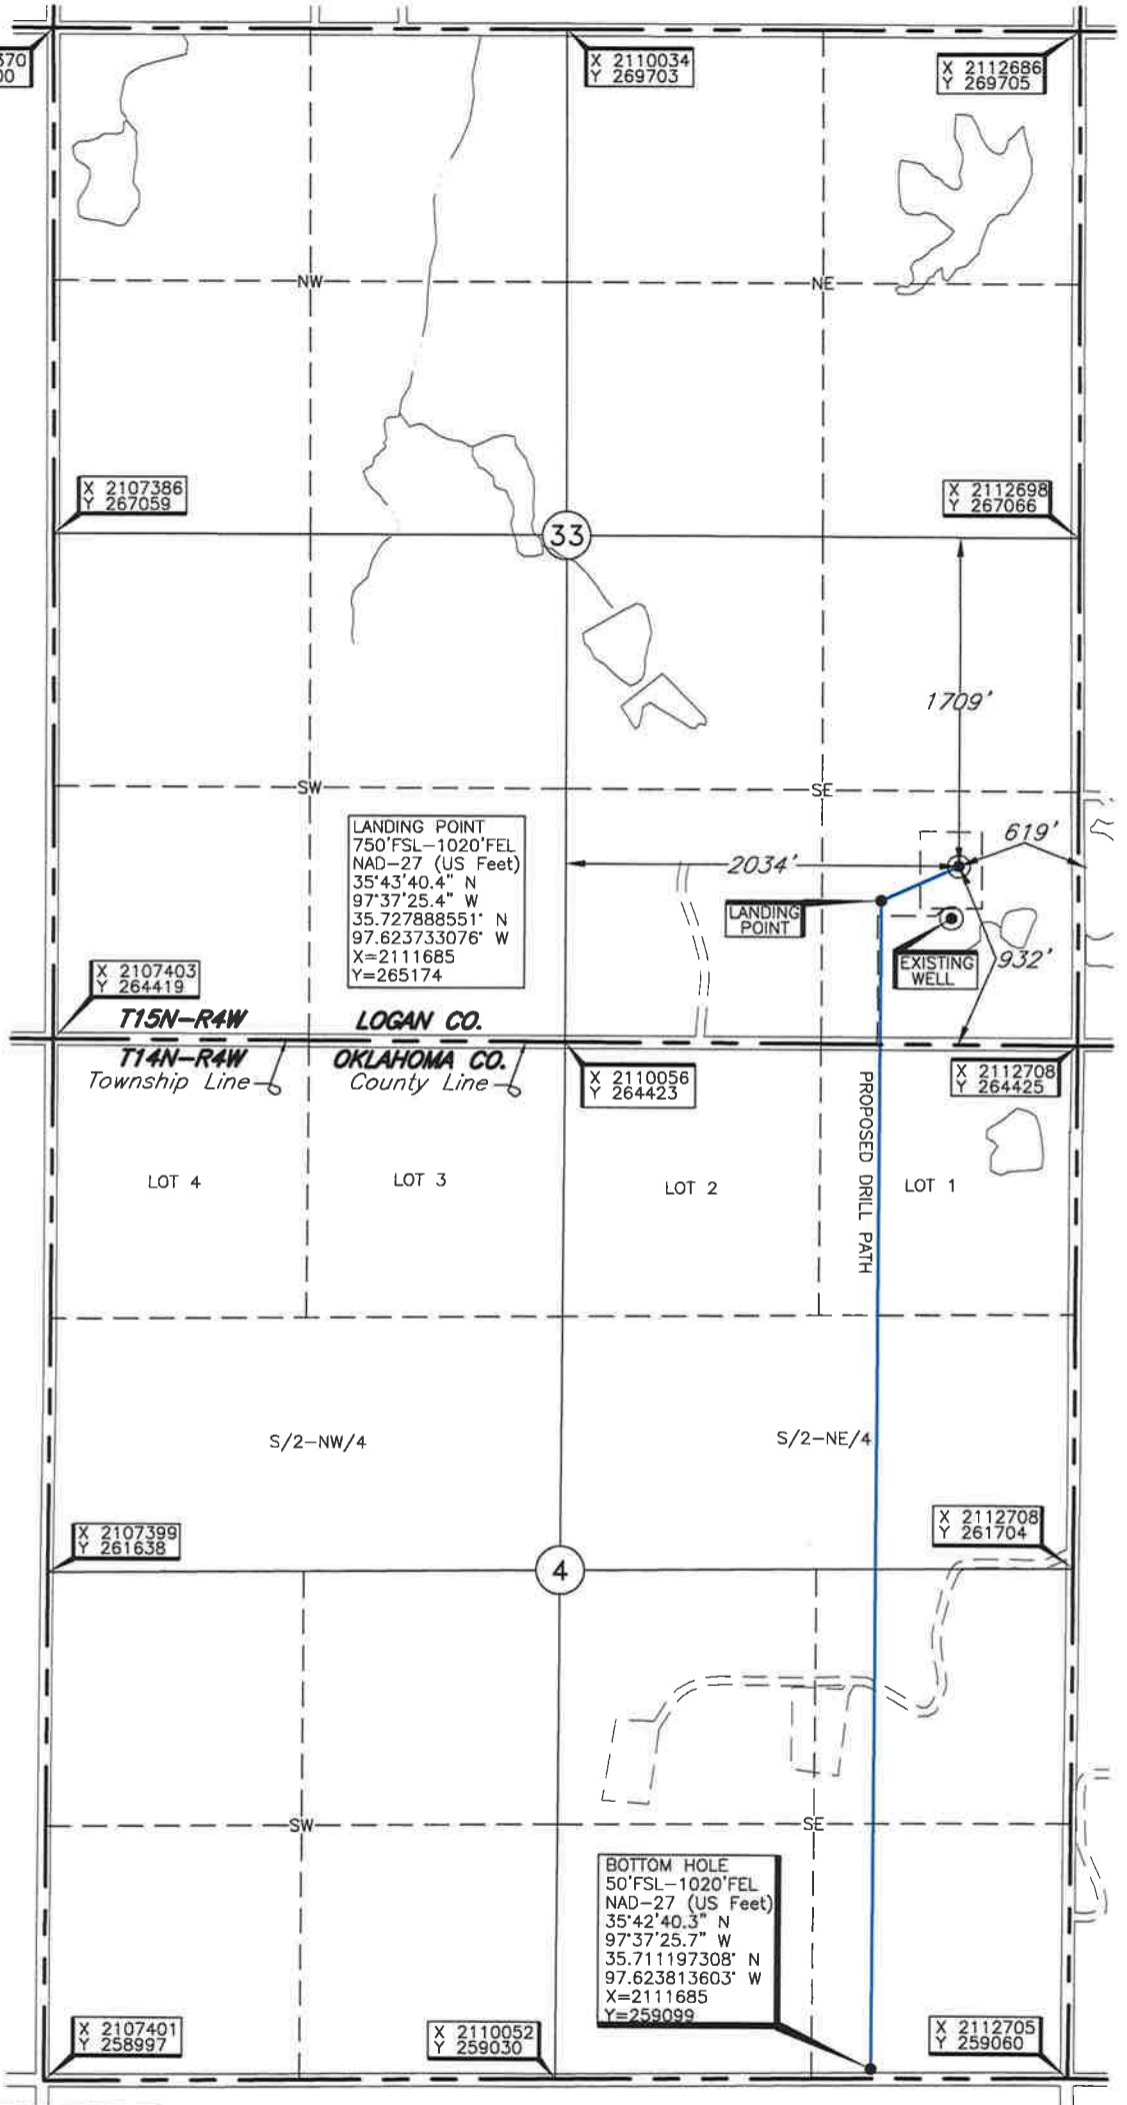 370
00
X 2110034
Y 269703
X 2112686
Y 269705
NW
NE
X 2107386
Y 267059
X 2112698
Y 267066
33
1709'
SW
SE
LANDING POINT
750'FSL-1020'FEL
NAD-27 (US Feet)
35°43'40.4" N
97°37'25.4" W
35.727888551° N
97.623733076° W
X=2111685
Y=265174
619'
2034'
LANDING
POINT
EXISTING
WELL
932'
X 2107403
Y 264419
T15N-R4W
LOGAN CO.
T14N-R4W
OKLAHOMA CO.
Township Line
County Line
X 2110056
Y 264423
X 2112708
Y 264425
PROPOSED DRILL PATH
LOT 4
LOT 3
LOT 2
LOT 1
S/2-NW/4
S/2-NE/4
X 2107399
Y 261638
X 2112708
Y 261704
4
SW
SE
BOTTOM HOLE
50'FSL-1020'FEL
NAD-27 (US Feet)
35°42'40.3" N
97°37'25.7" W
35.711197308° N
97.623813603° W
X=2111685
Y=259099
X 2107401
Y 258997
X 2110052
Y 259030
X 2112705
Y 259060